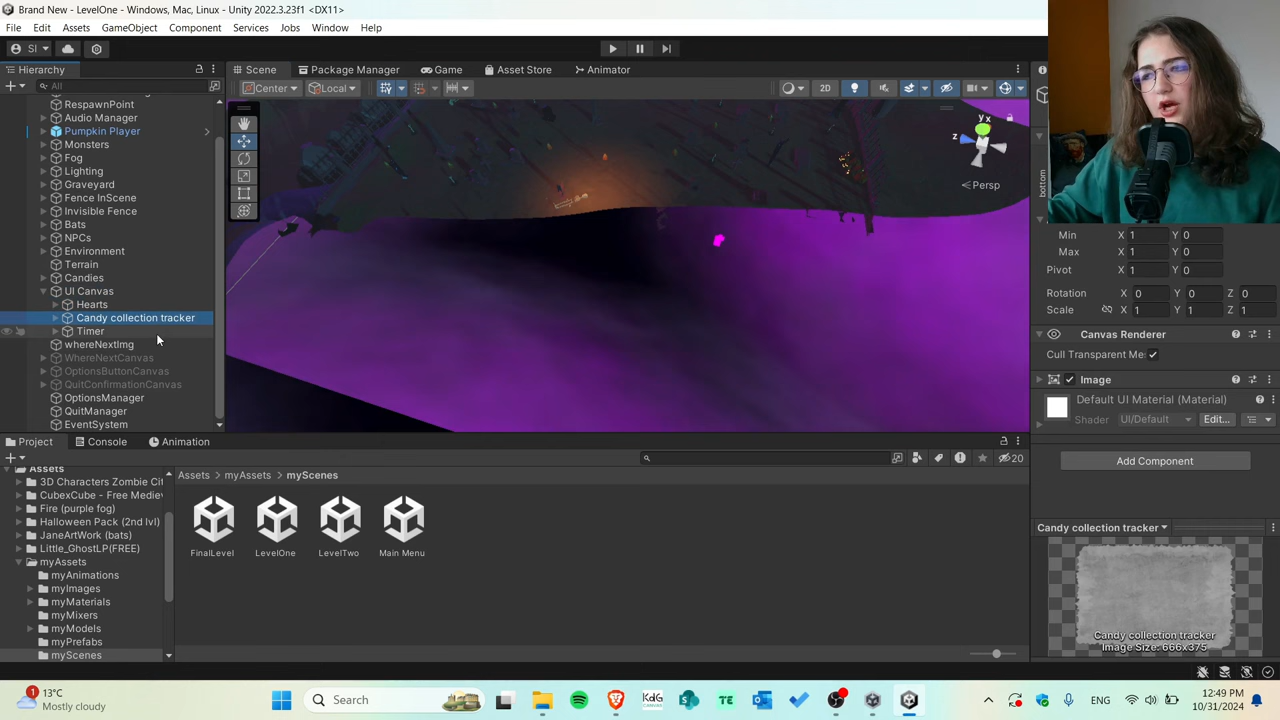 Brand New - LevelOne - Windows, Mac, Linux - Unity 2022.3.23f1 <DX11>
File Edit Assets GameObject Component Services Jobs Window Help
SI
Hierarchy Scene Package Manager Game Asset Store Animator
All Center Local 2D
RespawnPoint
Audio Manager
Pumpkin Player
Monsters
Fog
Lighting
Graveyard
Fence InScene
Invisible Fence
Bats
NPCs
Environment
Terrain
Candies
UI Canvas
Hearts
Candy collection tracker
Timer
whereNextImg
WhereNextCanvas
OptionsButtonCanvas
QuitConfirmationCanvas
OptionsManager
QuitManager
EventSystem
y x
z
Persp
bottom
Min X 1 Y 0
Max X 1 Y 0
Pivot X 1 Y 0
Rotation X 0 Y 0 Z 0
Scale X 1 Y 1 Z 1
Canvas Renderer
Cull Transparent Me
Image
Default UI Material (Material)
Shader UI/Default Edit...
Add Component
Candy collection tracker
Candy collection tracker
Image Size: 666x375
Project Console Animation
20
Assets
3D Characters Zombie Cit
CubexCube - Free Mediev
Fire (purple fog)
Halloween Pack (2nd lvl)
JaneArtWork (bats)
Little_GhostLP(FREE)
myAssets
myAnimations
myImages
myMaterials
myMixers
myModels
myPrefabs
myScenes
Assets > myAssets > myScenes
FinalLevel LevelOne LevelTwo Main Menu
1
13°C
Mostly cloudy
Search
KdG
CANVAS
TE
ENG
12:49 PM
10/31/2024